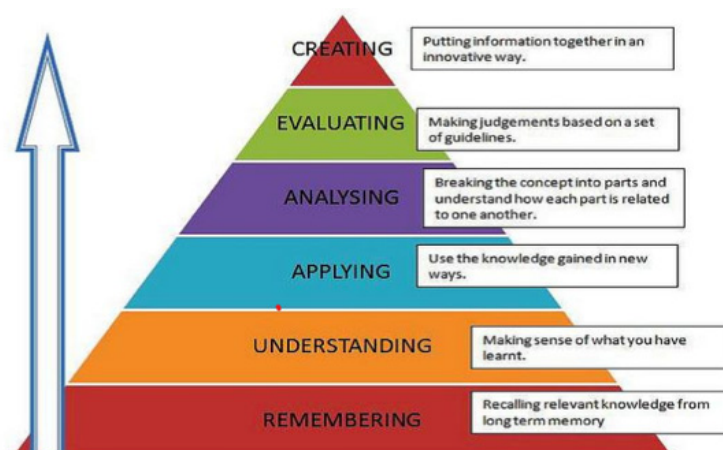 CREATING
Putting information together in an
innovative way.
EVALUATING
Making judgements based on a set
of guidelines.
ANALYSING
Breaking the concept into parts and
understand how each part is related
to one another.
APPLYING
Use the knowledge gained in new
ways.
UNDERSTANDING
Making sense of what you have
learnt.
REMEMBERING
Recalling relevant knowledge from
long term memory